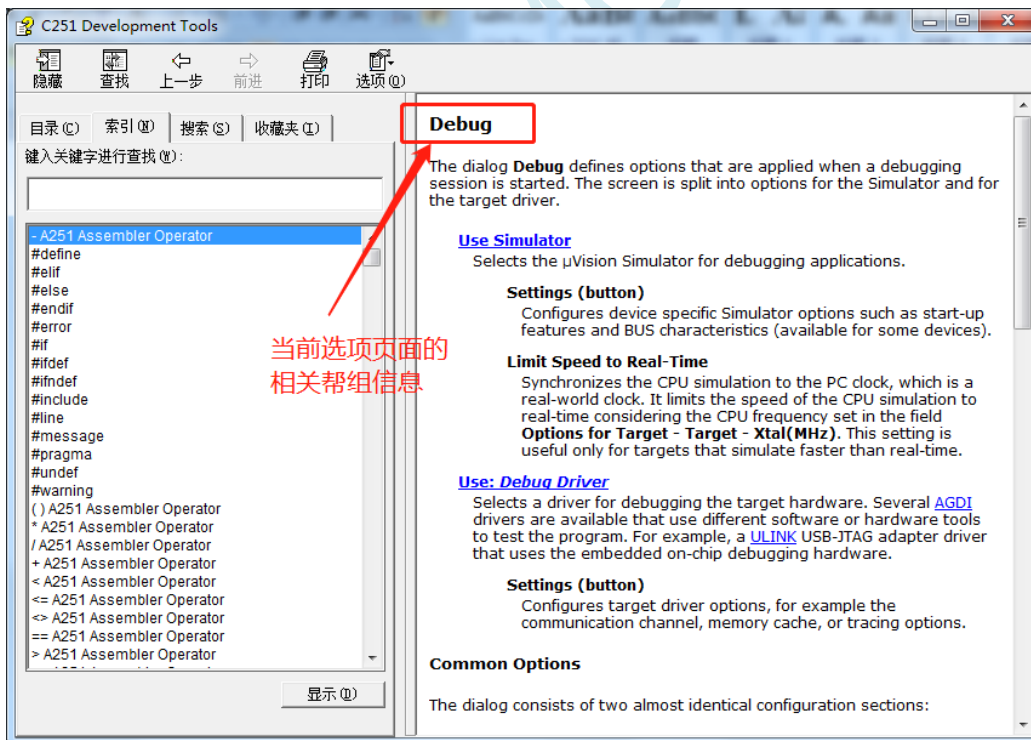 C251 Development Tools
隐藏 查找 上一步 前进 打印 选项(O)
目录(C) 索引(N) 搜索(S) 收藏夹(I)
键入关键字进行查找(W):
- A251 Assembler Operator
#define
#elif
#else
#endif
#error
#if
#ifdef
#ifndef
#include
#line
#message
#pragma
#undef
#warning
( ) A251 Assembler Operator
* A251 Assembler Operator
/ A251 Assembler Operator
+ A251 Assembler Operator
< A251 Assembler Operator
<= A251 Assembler Operator
<> A251 Assembler Operator
== A251 Assembler Operator
> A251 Assembler Operator
显示(D)
当前选项页面的
相关帮组信息
Debug
The dialog Debug defines options that are applied when a debugging
session is started. The screen is split into options for the Simulator and for
the target driver.
Use Simulator
Selects the µVision Simulator for debugging applications.
Settings (button)
Configures device specific Simulator options such as start-up
features and BUS characteristics (available for some devices).
Limit Speed to Real-Time
Synchronizes the CPU simulation to the PC clock, which is a
real-world clock. It limits the speed of the CPU simulation to
real-time considering the CPU frequency set in the field
Options for Target - Target - Xtal(MHz). This setting is
useful only for targets that simulate faster than real-time.
Use: Debug Driver
Selects a driver for debugging the target hardware. Several AGDI
drivers are available that use different software or hardware tools
to test the program. For example, a ULINK USB-JTAG adapter driver
that uses the embedded on-chip debugging hardware.
Settings (button)
Configures target driver options, for example the
communication channel, memory cache, or tracing options.
Common Options
The dialog consists of two almost identical configuration sections: